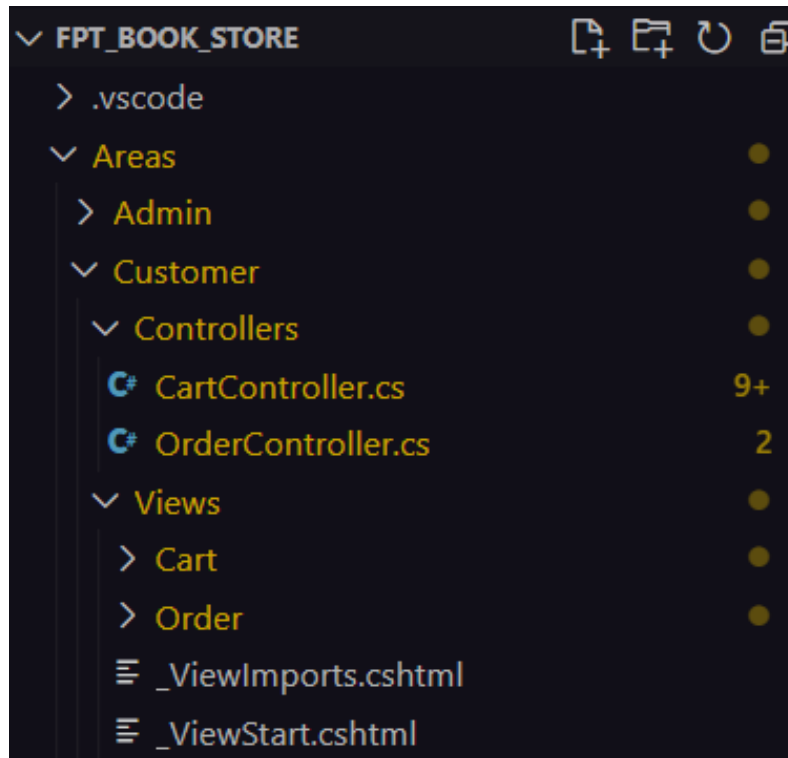 FPT_BOOK_STORE
.vscode
Areas
Admin
Customer
Controllers
C# CartController.cs 9+
C# OrderController.cs 2
Views
Cart
Order
_ViewImports.cshtml
_ViewStart.cshtml